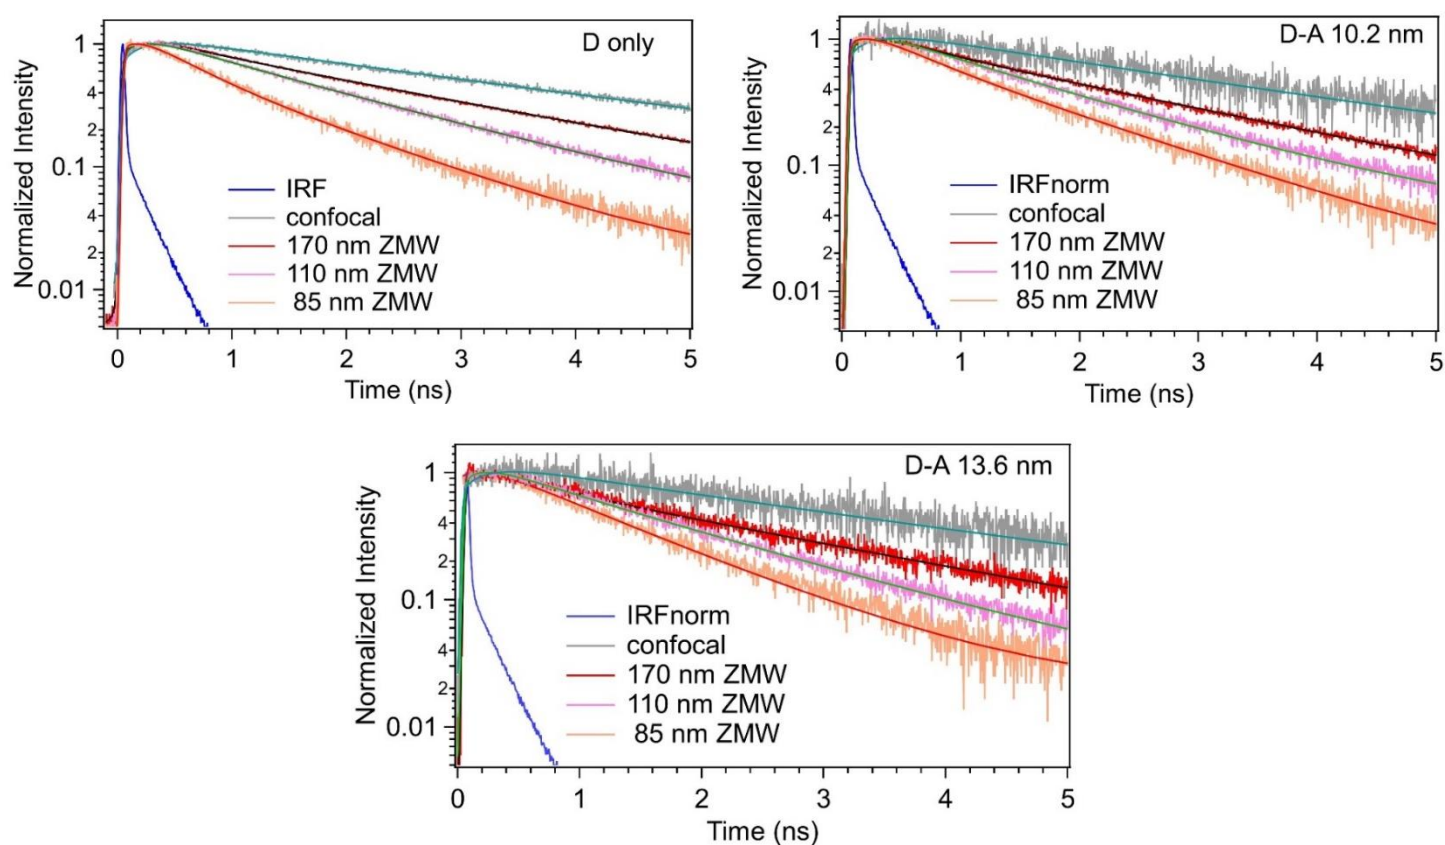 D only
Normalized Intensity
1
4
2
0.1
4
2
0.01
IRF
confocal
170 nm ZMW
110 nm ZMW
85 nm ZMW
0 1 2 3 4 5
Time (ns)
D-A 10.2 nm
Normalized Intensity
1
4
2
0.1
4
2
0.01
IRFnorm
confocal
170 nm ZMW
110 nm ZMW
85 nm ZMW
0 1 2 3 4 5
Time (ns)
D-A 13.6 nm
Normalized Intensity
1
4
2
0.1
4
2
0.01
IRFnorm
confocal
170 nm ZMW
110 nm ZMW
85 nm ZMW
0 1 2 3 4 5
Time (ns)